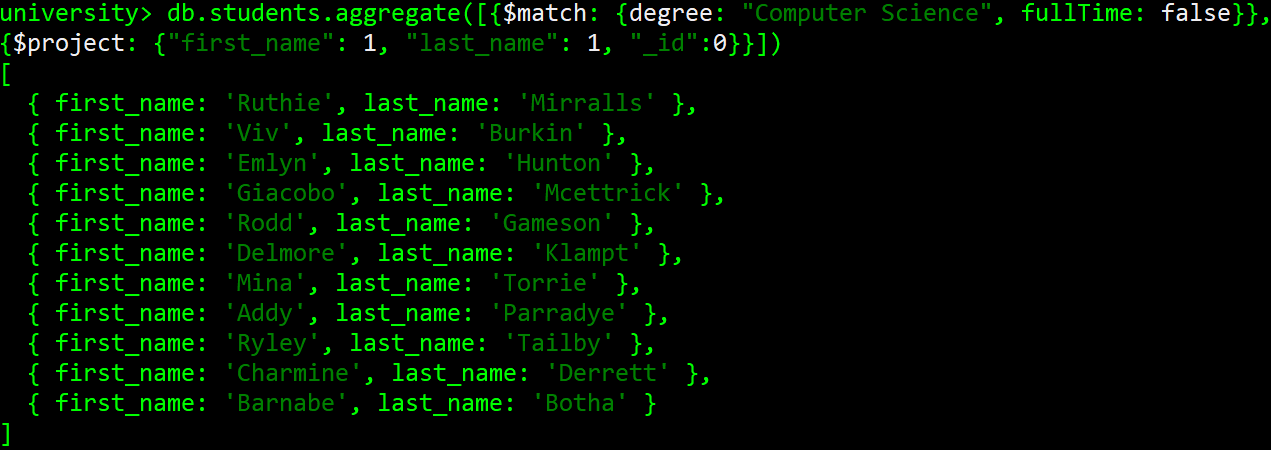 university> db.students.aggregate([{$match: {degree: "Computer Science", fullTime: false}},
{$project: {"first_name": 1, "last_name": 1, "_id":0}}])
[
  { first_name: 'Ruthie', last_name: 'Mirralls' },
  { first_name: 'Viv', last_name: 'Burkin' },
  { first_name: 'Emlyn', last_name: 'Hunton' },
  { first_name: 'Giacobo', last_name: 'Mcettrick' },
  { first_name: 'Rodd', last_name: 'Gameson' },
  { first_name: 'Delmore', last_name: 'Klampt' },
  { first_name: 'Mina', last_name: 'Torrie' },
  { first_name: 'Addy', last_name: 'Parradye' },
  { first_name: 'Ryley', last_name: 'Tailby' },
  { first_name: 'Charmine', last_name: 'Derrett' },
  { first_name: 'Barnabe', last_name: 'Botha' }
]